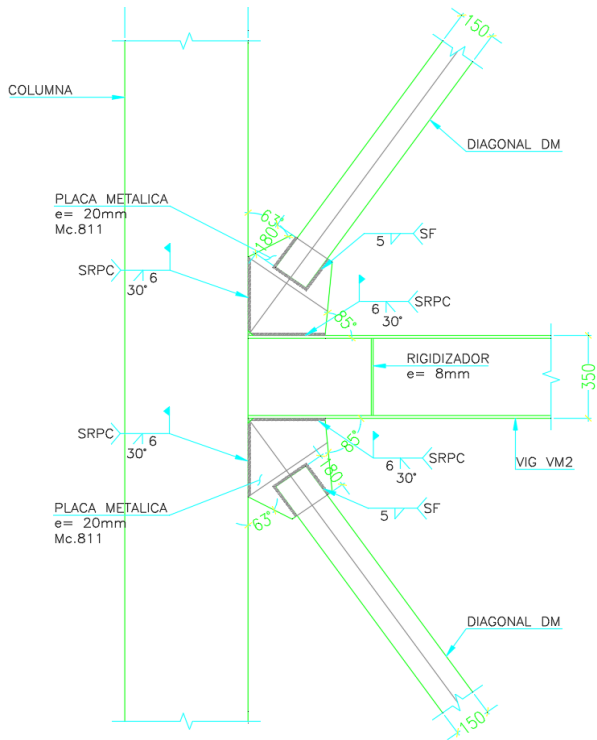 150
COLUMNA
DIAGONAL DM
PLACA METALICA
e= 20mm
Mc.811
63°
180
5
SF
SRPC
6
30°
6
SRPC
30°
85°
RIGIDIZADOR
e= 8mm
350
SRPC
6
30°
85°
6
SRPC
30°
VIG VM2
180
PLACA METALICA
e= 20mm
Mc.811
63°
5
SF
DIAGONAL DM
150